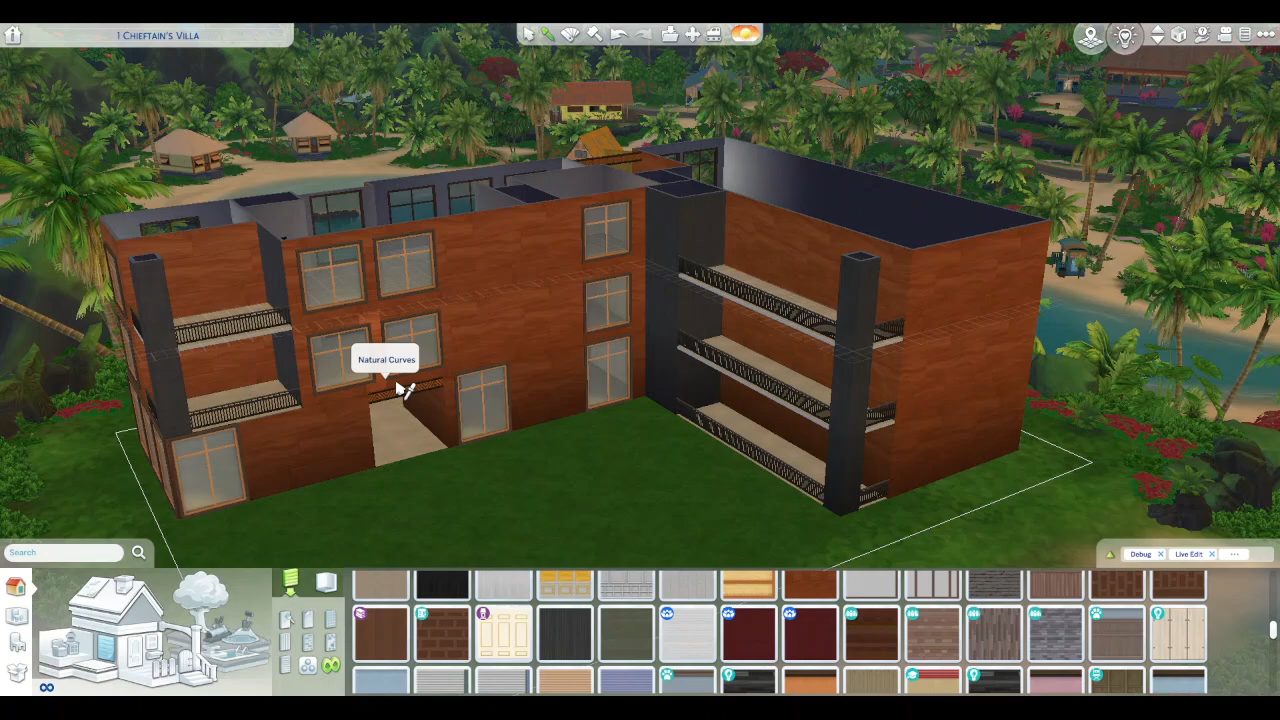 1 CHIEFTAIN'S VILLA
Natural Curves
Search
Debug
Live Edit